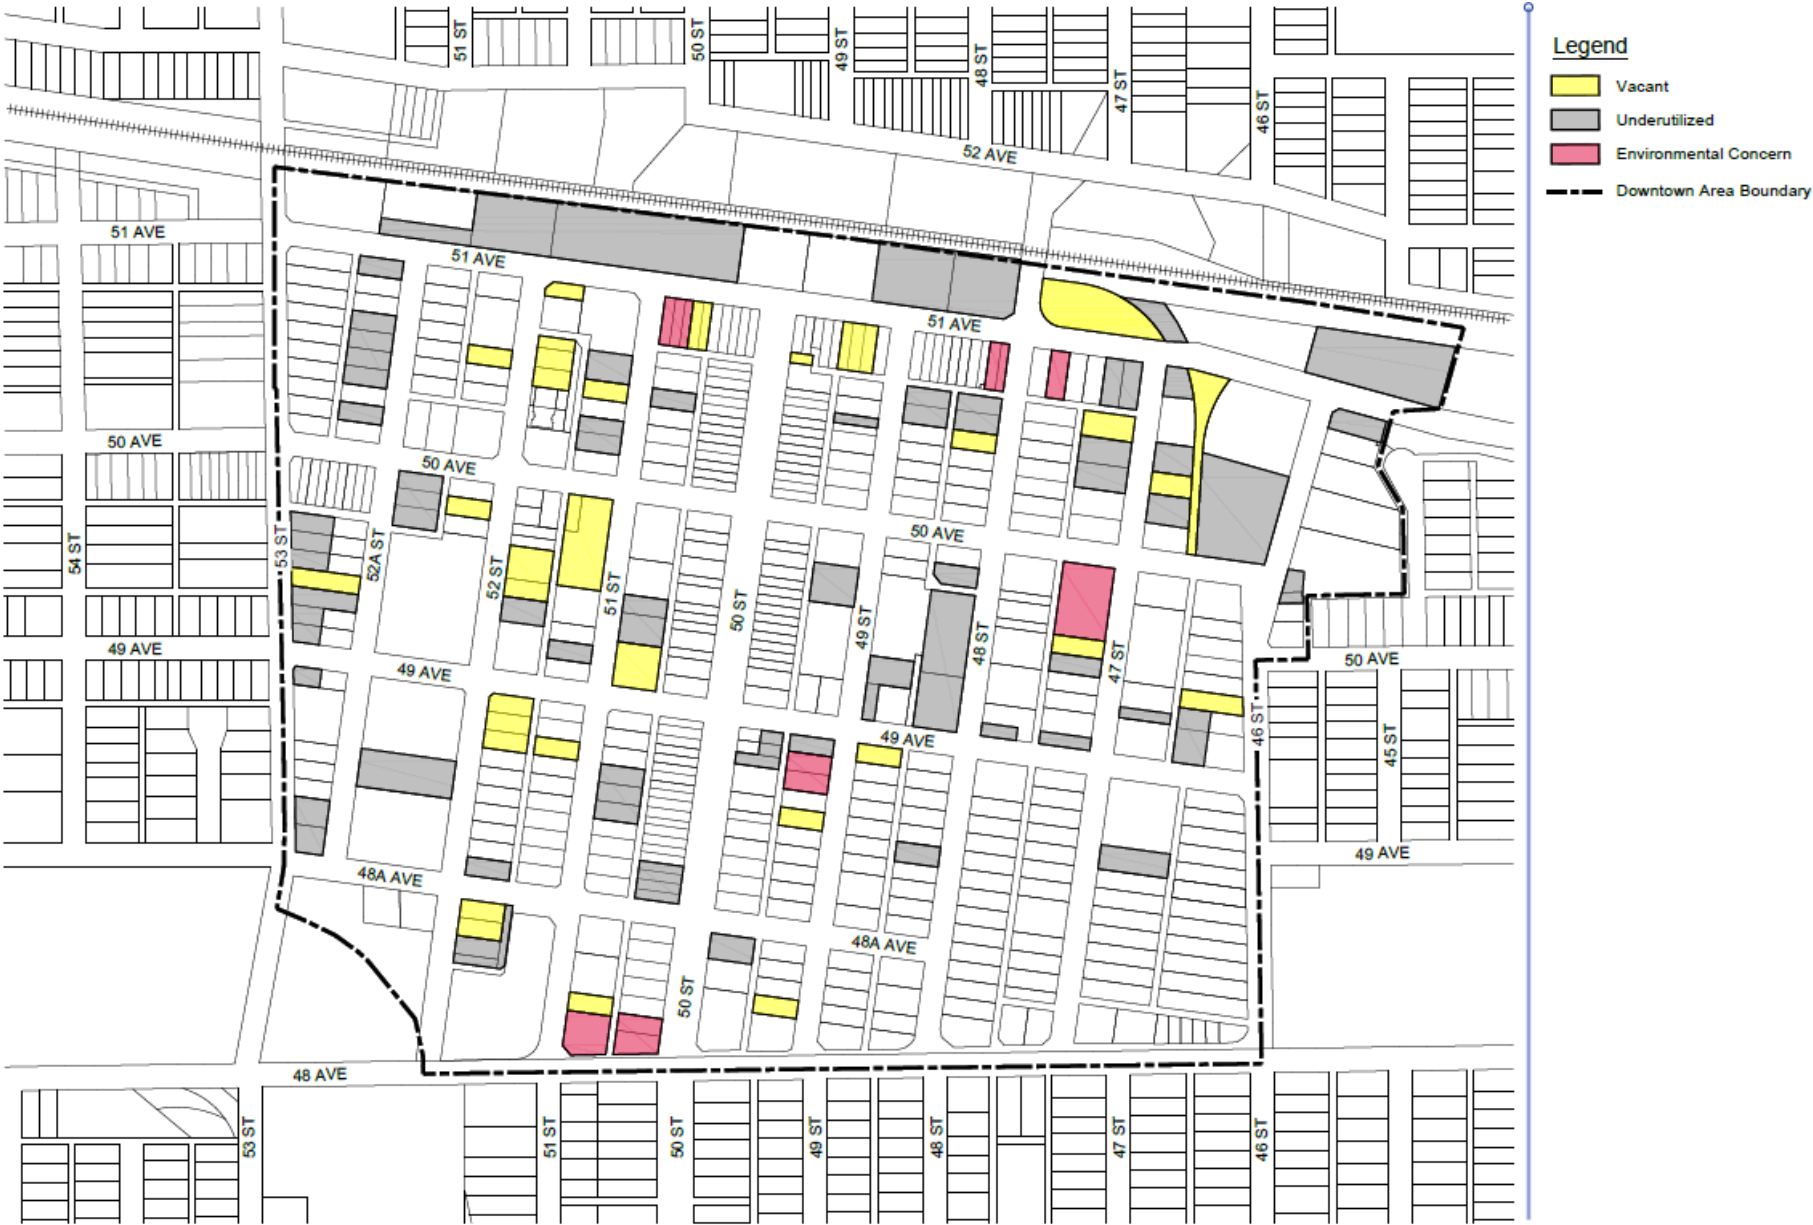 51 ST
50 ST
49 ST
48 ST
47 ST
46 ST
Legend
Vacant
Underutilized
Environmental Concern
Downtown Area Boundary
52 AVE
51 AVE
51 AVE
51 AVE
50 AVE
50 AVE
50 AVE
54 ST
53 ST
52A ST
52 ST
51 ST
50 ST
49 ST
48 ST
47 ST
49 AVE
49 AVE
50 AVE
46 ST
45 ST
49 AVE
49 AVE
48A AVE
48A AVE
50 ST
48 AVE
53 ST
51 ST
50 ST
49 ST
48 ST
47 ST
46 ST